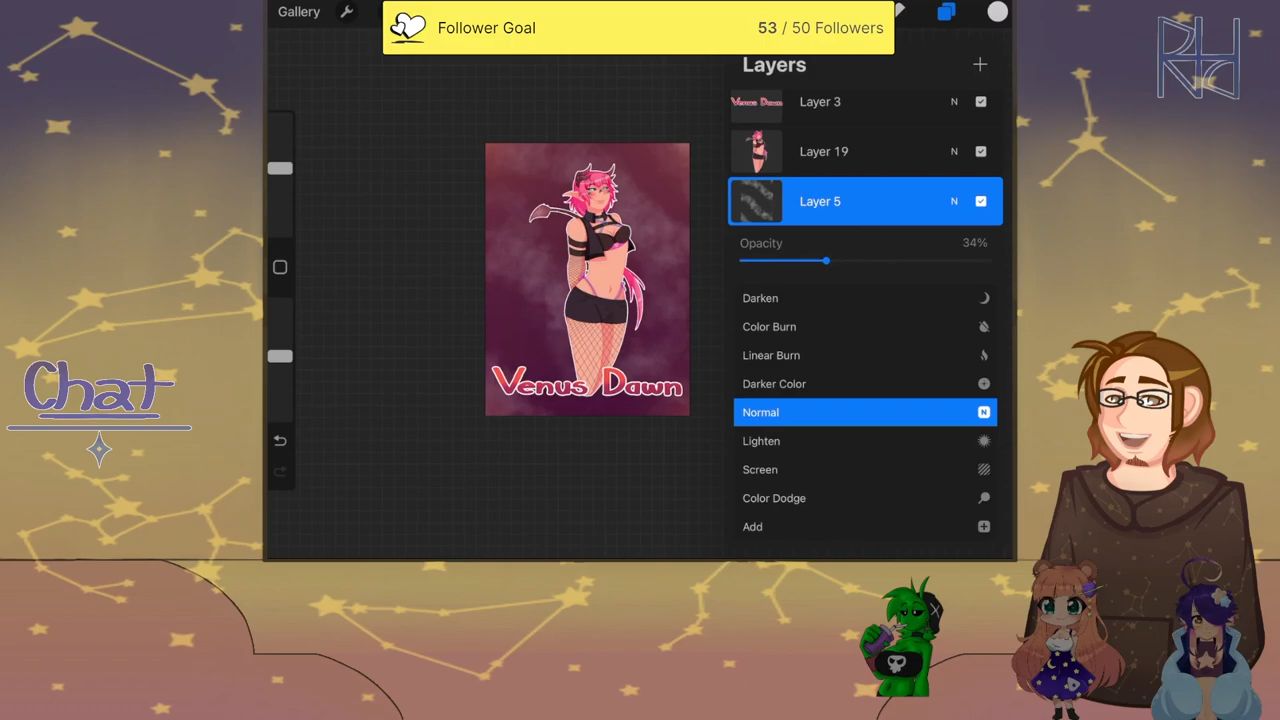 Gallery
Follower Goal 53 / 50 Followers
Layers
Venus Dawn Layer 3 N
Layer 19 N
Layer 5 N
Opacity 34%
Darken
Color Burn
Linear Burn
Darker Color
Normal N
Lighten
Screen
Color Dodge
Add
Venus Dawn
Chat